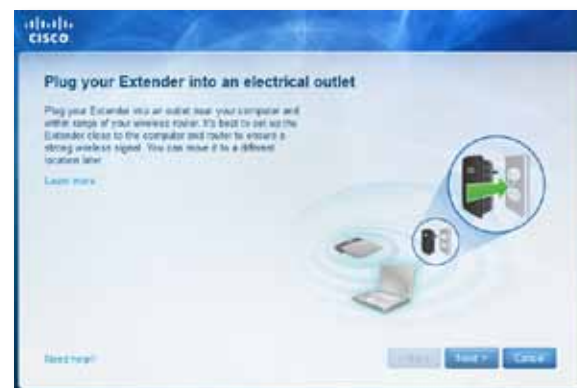 CISCO
Plug your Extender into an electrical outlet
Plug your Extender into an outlet near your computer and
within range of your wireless router. It's best to set up the
Extender close to the computer and router to ensure a
strong wireless signal. You can move it to a different
location later.
Learn more
Need help?
Next >
Cancel